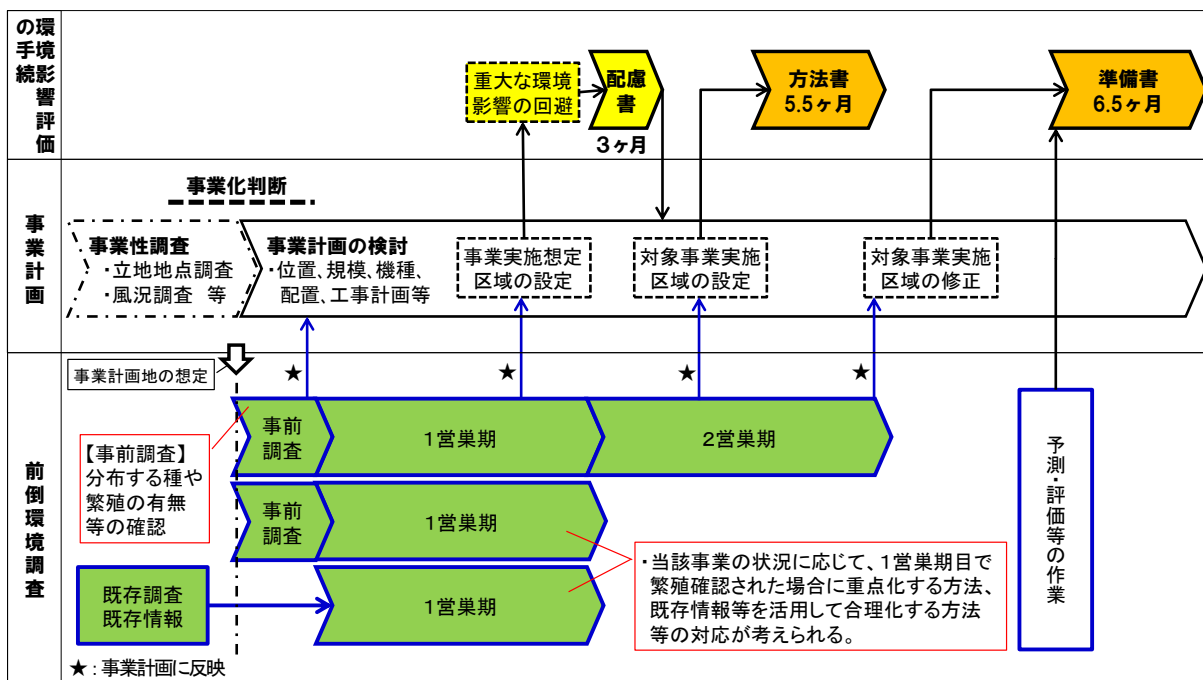 環境影響評価
の手続
重大な環境
影響の回避
配慮
書
3ヶ月
方法書
5.5ヶ月
準備書
6.5ヶ月
事業計画
事業化判断
事業性調査
・立地地点調査
・風況調査 等
事業計画の検討
・位置、規模、機種、
配置、工事計画等
事業実施想定
区域の設定
対象事業実施
区域の設定
対象事業実施
区域の修正
前倒環境調査
事業計画地の想定
★
★
★
★
【事前調査】
分布する種や
繁殖の有無
等の確認
事前
調査
1営巣期
2営巣期
事前
調査
1営巣期
既存調査
既存情報
1営巣期
・当該事業の状況に応じて、1営巣期目で
繁殖確認された場合に重点化する方法、
既存情報等を活用して合理化する方法
等の対応が考えられる。
予測・評価等の作業
★：事業計画に反映